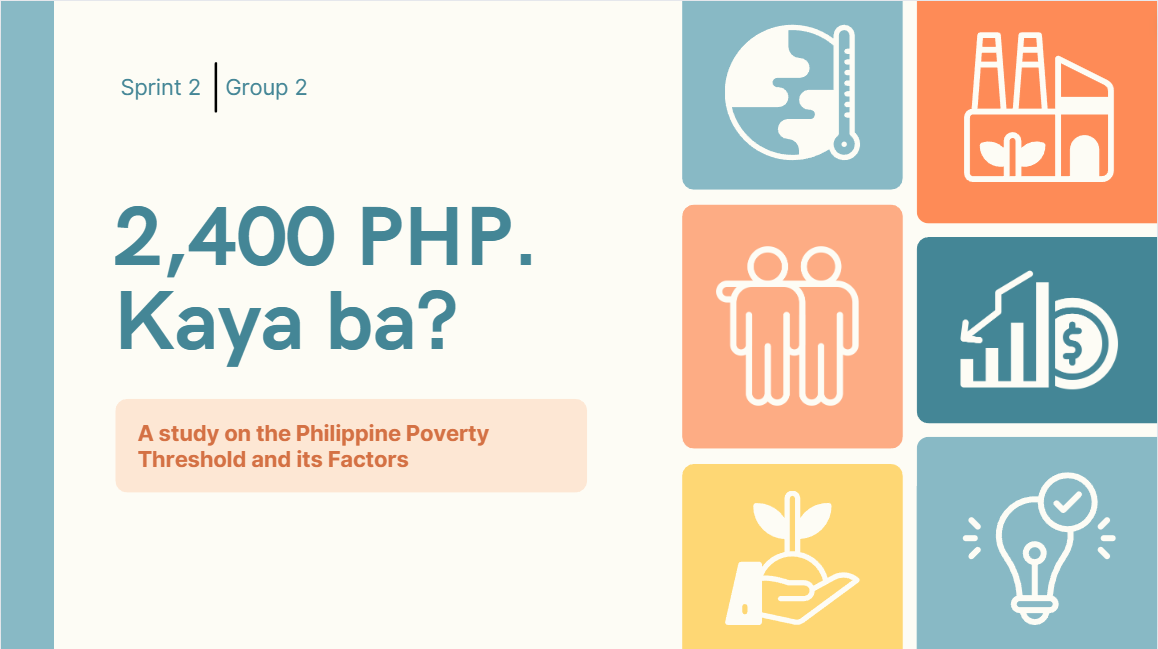 Sprint 2 Group 2
2,400 PHP.
Kaya ba?
A study on the Philippine Poverty
Threshold and its Factors
$